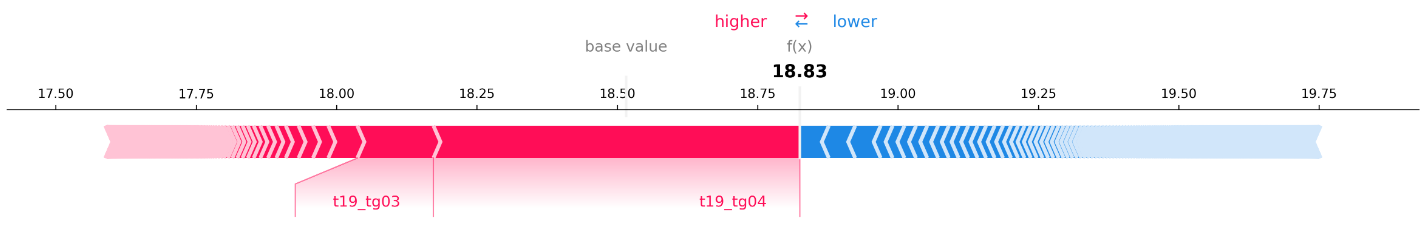 higher ⇄ lower
base value f(x)
18.83
17.50 17.75 18.00 18.25 18.50 18.75 19.00 19.25 19.50 19.75
t19_tg03 t19_tg04